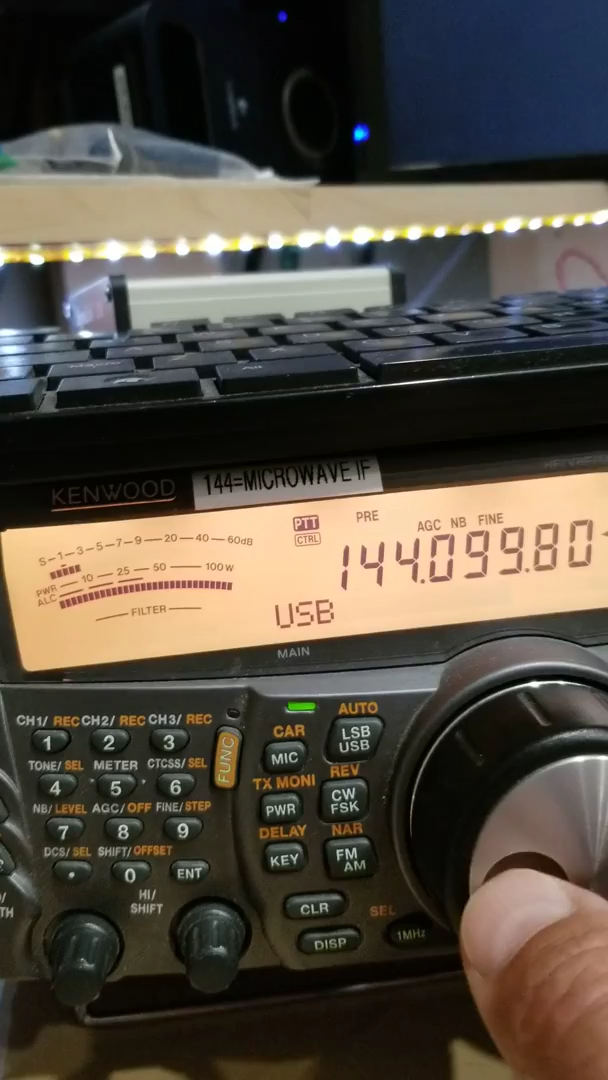 KENWOOD
144=MICROWAVE IF
S-1-3-5-7-9-20-40-60dB
PWR 10 25 50 100 W
ALC
FILTER
PTT
CTRL
PRE
AGC NB FINE
144.099.80
USB
MAIN
CH1/ REC CH2/ REC CH3/ REC
1 2 3
TONE/ SEL METER CTCSS/ SEL
4 5 6
NB/ LEVEL AGC/ OFF FINE/ STEP
7 8 9
DCS/ SEL SHIFT/ OFFSET
• 0 ENT
HI/
SHIFT
FUNC
AUTO
CAR
MIC
LSB
USB
TX MONI
PWR
REV
CW
FSK
DELAY
KEY
NAR
FM
AM
CLR
SEL
DISP
1MHz